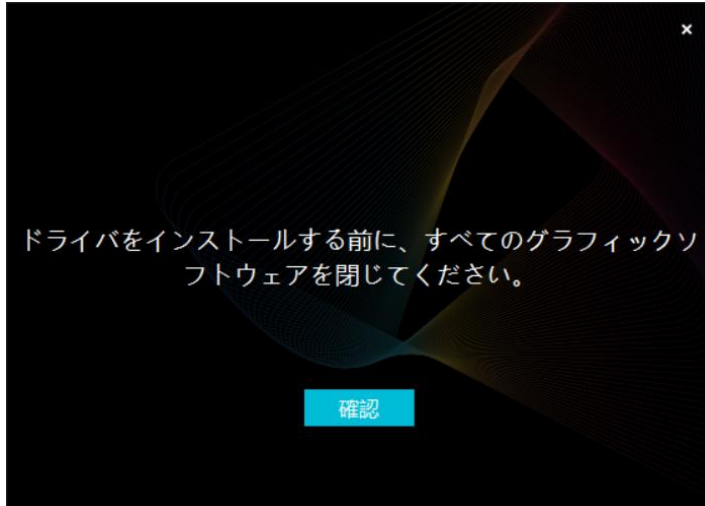 ドライバをインストールする前に、すべてのグラフィックソ
フトウェアを閉じてください。
確認